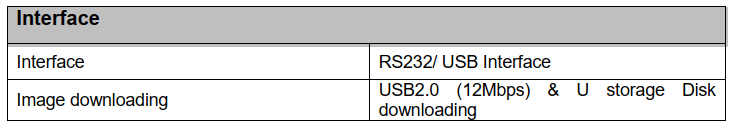 Interface
Interface RS232/ USB Interface
Image downloading USB2.0 (12Mbps) & U storage Disk
downloading